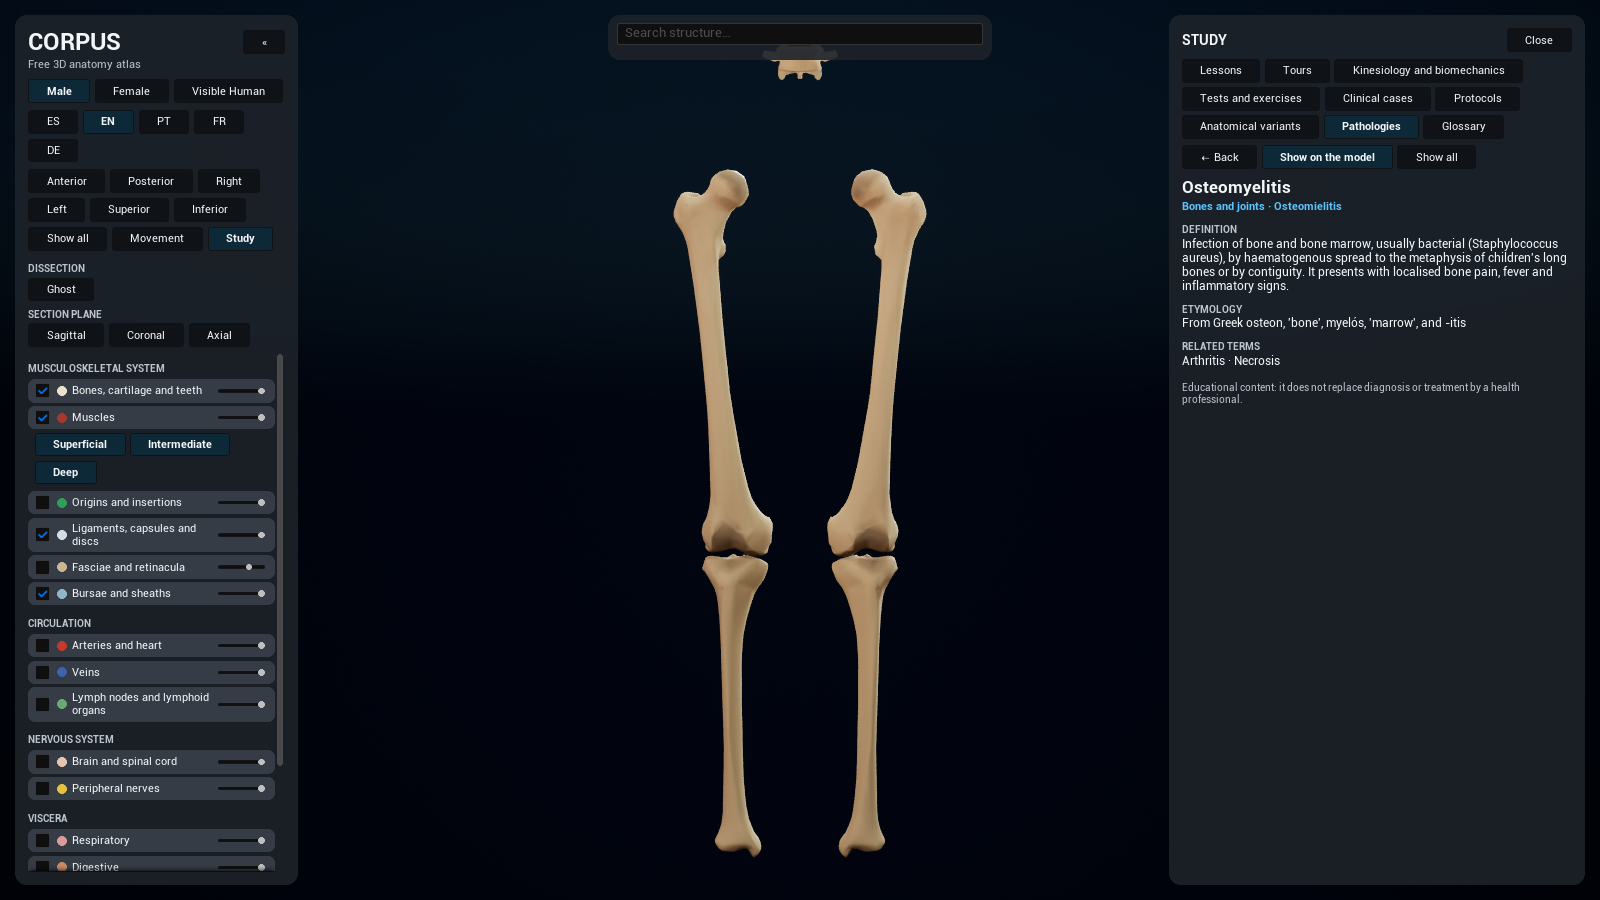 CORPUS
«
Free 3D anatomy atlas
Male Female Visible Human
ES EN PT FR
DE
Anterior Posterior Right
Left Superior Inferior
Show all Movement Study
DISSECTION
Ghost
SECTION PLANE
Sagittal Coronal Axial
MUSCULOSKELETAL SYSTEM
Bones, cartilage and teeth
Muscles
Superficial Intermediate
Deep
Origins and insertions
Ligaments, capsules and
discs
Fasciae and retinacula
Bursae and sheaths
CIRCULATION
Arteries and heart
Veins
Lymph nodes and lymphoid
organs
NERVOUS SYSTEM
Brain and spinal cord
Peripheral nerves
VISCERA
Respiratory
Digestive
Search structure...
STUDY Close
Lessons Tours Kinesiology and biomechanics
Tests and exercises Clinical cases Protocols
Anatomical variants Pathologies Glossary
← Back Show on the model Show all
Osteomyelitis
Bones and joints · Osteomielitis
DEFINITION
Infection of bone and bone marrow, usually bacterial (Staphylococcus
aureus), by haematogenous spread to the metaphysis of children's long
bones or by contiguity. It presents with localised bone pain, fever and
inflammatory signs.
ETYMOLOGY
From Greek osteon, 'bone', myelós, 'marrow', and -itis
RELATED TERMS
Arthritis · Necrosis
Educational content: it does not replace diagnosis or treatment by a health
professional.